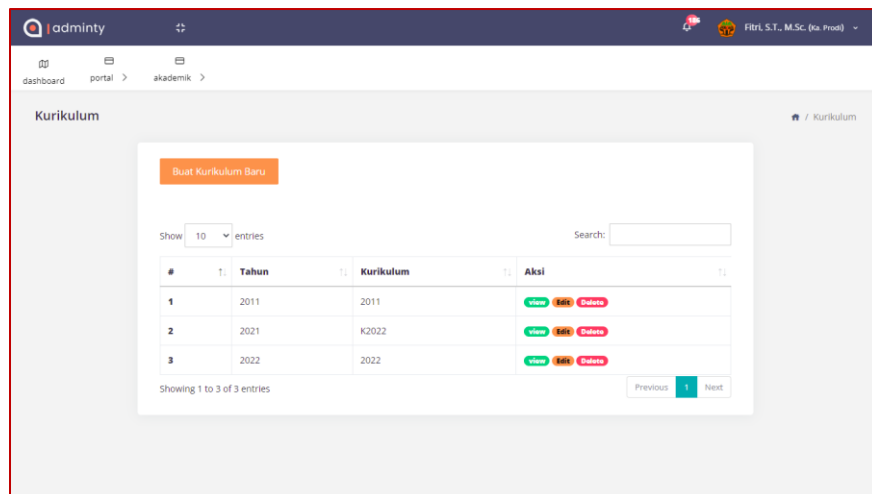 adminty
186
Fitri, S.T., M.Sc. (Ka. Prodi)
dashboard
portal
akademik
Kurikulum
/ Kurikulum
Buat Kurikulum Baru
Show 10 entries
Search:
# Tahun Kurikulum Aksi
1 2011 2011 view Edit Delete
2 2021 K2022 view Edit Delete
3 2022 2022 view Edit Delete
Showing 1 to 3 of 3 entries
Previous 1 Next